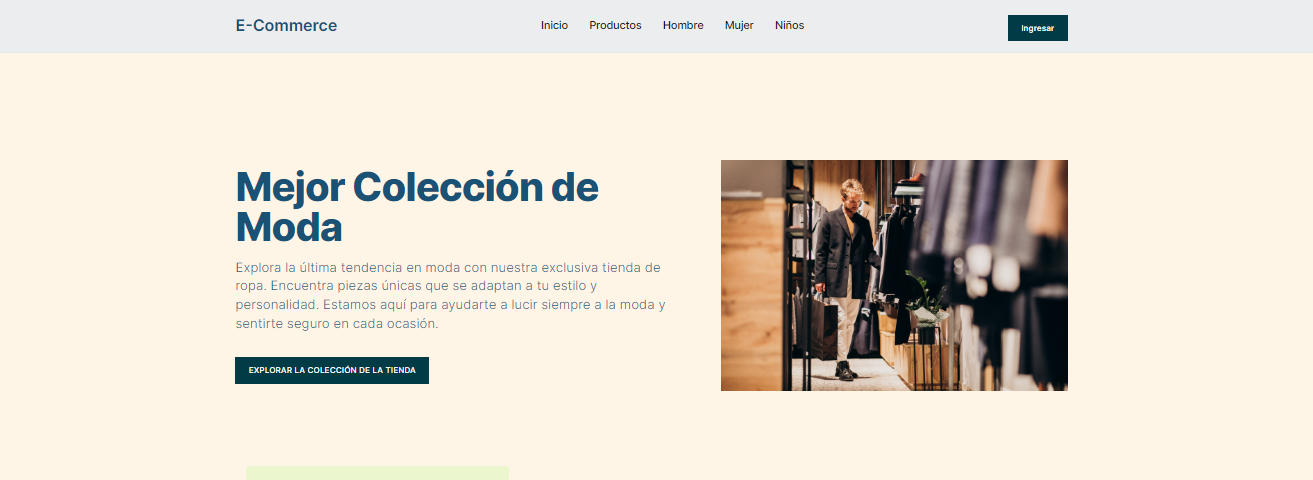 E-Commerce
Inicio Productos Hombre Mujer Niños
Ingresar
Mejor Colección de
Moda
Explora la última tendencia en moda con nuestra exclusiva tienda de
ropa. Encuentra piezas únicas que se adaptan a tu estilo y
personalidad. Estamos aquí para ayudarte a lucir siempre a la moda y
sentirte seguro en cada ocasión.
EXPLORAR LA COLECCIÓN DE LA TIENDA